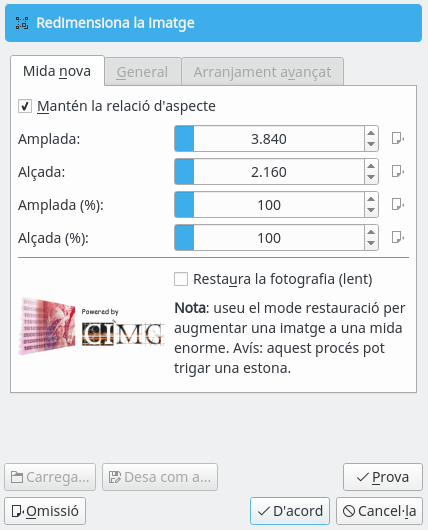 Redimensiona la imatge
Mida nova
General
Arranjament avançat
Mantén la relació d'aspecte
Amplada: 3.840
Alçada: 2.160
Amplada (%): 100
Alçada (%): 100
Restaura la fotografia (lent)
Powered by
CIMG
Nota: useu el mode restauració per
augmentar una imatge a una mida
enorme. Avís: aquest procés pot
trigar una estona.
Carrega...
Desa com a...
Prova
Omissió
D'acord
Cancel·la